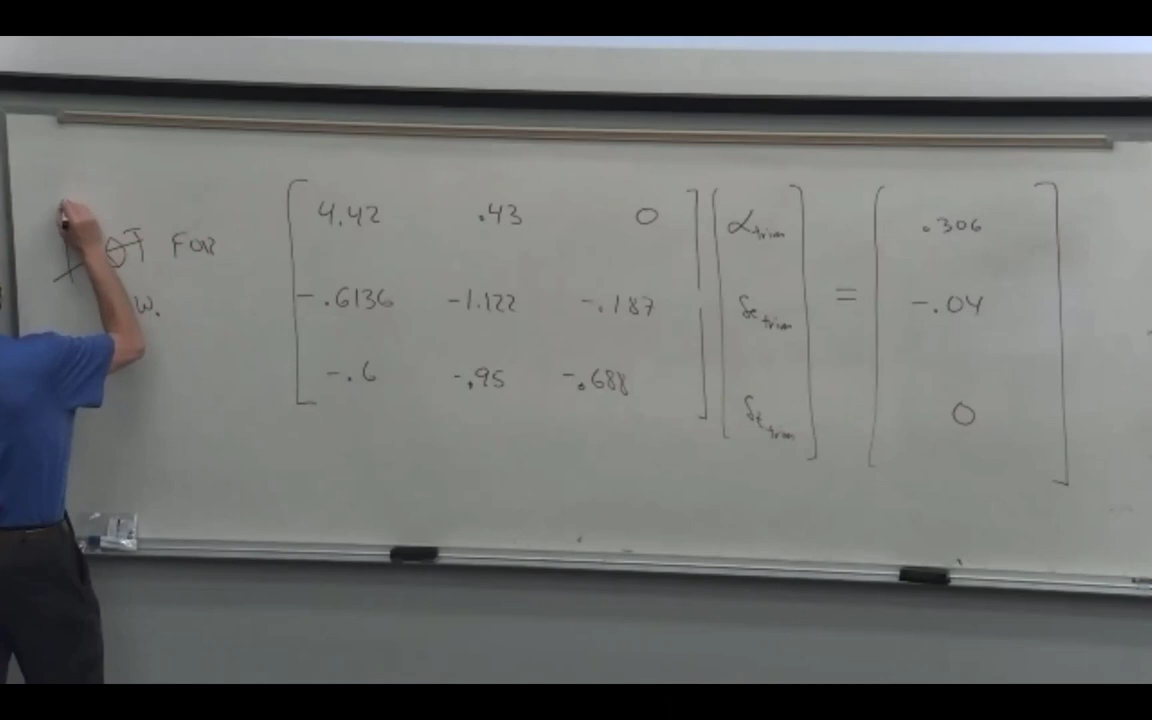 FOR
W.
4.42 .43 0 α trim .306
-.6136 -1.122 -.187 δe trim = -.04
-.6 -.95 -.688 δt trim 0